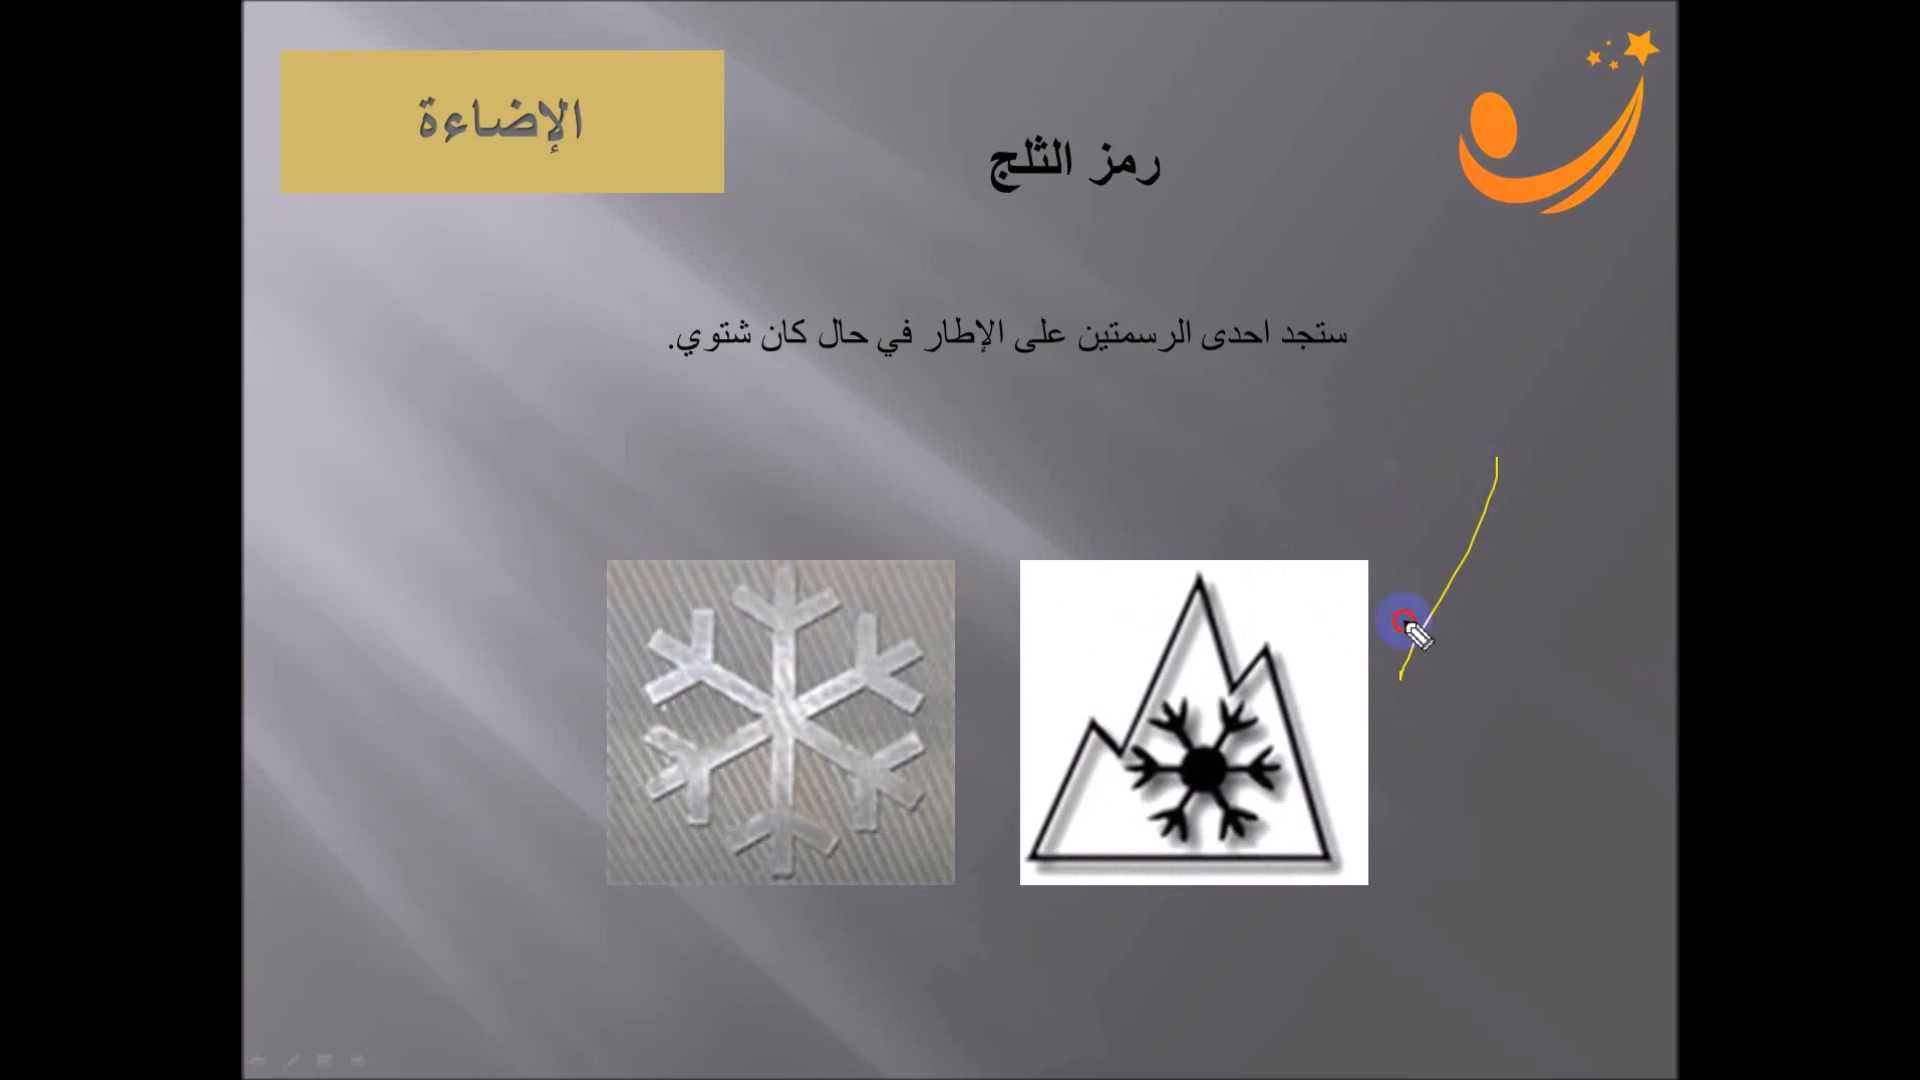 الإضاءة
رمز الثلج
ستجد احدى الرسمتين على الإطار في حال كان شتوي.